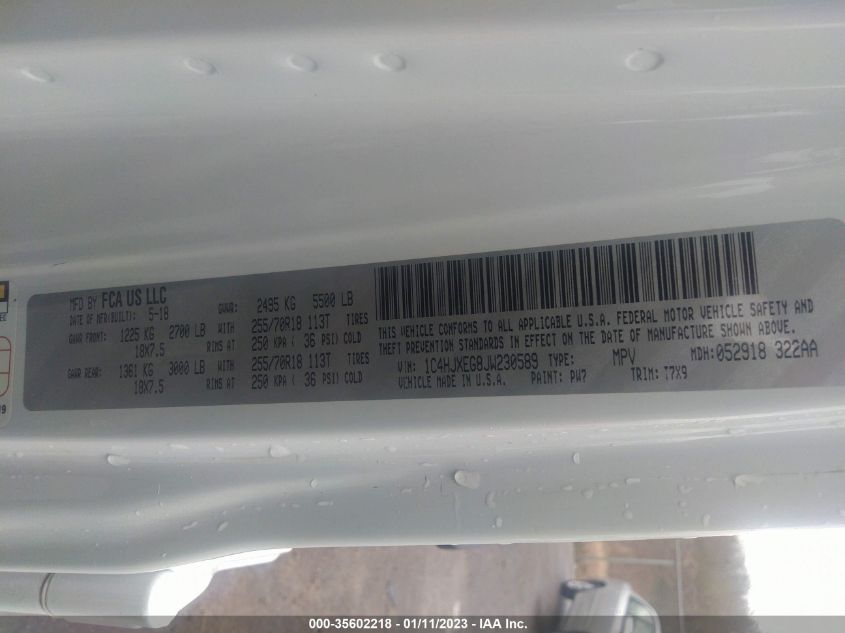 MFD BY FCA US LLC
DATE OF MFR(BUILT): 5-18 GVWR: 2495 KG 5500 LB
GAWR FRONT: 1225 KG 2700 LB WITH 255/70R18 113T TIRES
18X7.5 RIMS AT 250 KPA ( 36 PSI) COLD
GAWR REAR: 1361 KG 3000 LB WITH 255/70R18 113T TIRES
18X7.5 RIMS AT 250 KPA ( 36 PSI) COLD
THIS VEHICLE CONFORMS TO ALL APPLICABLE U.S.A. FEDERAL MOTOR VEHICLE SAFETY AND
THEFT PREVENTION STANDARDS IN EFFECT ON THE DATE OF MANUFACTURE SHOWN ABOVE.
VIN: 1C4HJXEG8JW230589 TYPE: MPV MDH: 052918 322AA
VEHICLE MADE IN U.S.A. PAINT: PW7 TRIM: T7X9
000-35602218 - 01/11/2023 - IAA Inc.